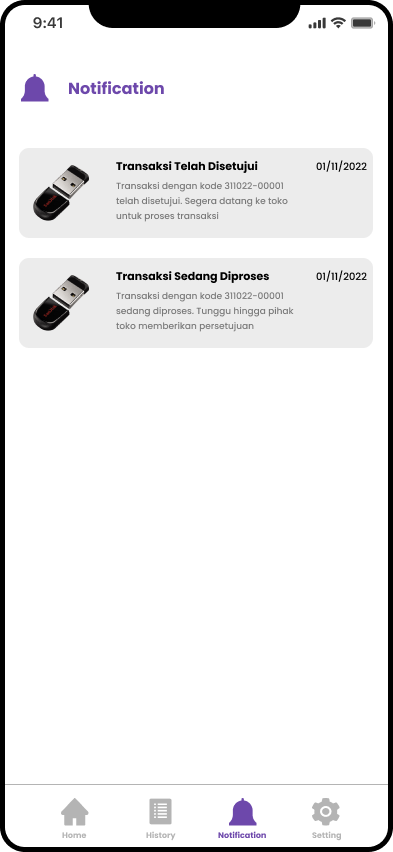 9:41
Notification
Transaksi Telah Disetujui
01/11/2022
Transaksi dengan kode 311022-00001
telah disetujui. Segera datang ke toko
untuk proses transaksi
Transaksi Sedang Diproses
01/11/2022
Transaksi dengan kode 311022-00001
sedang diproses. Tunggu hingga pihak
toko memberikan persetujuan
Home
History
Notification
Setting